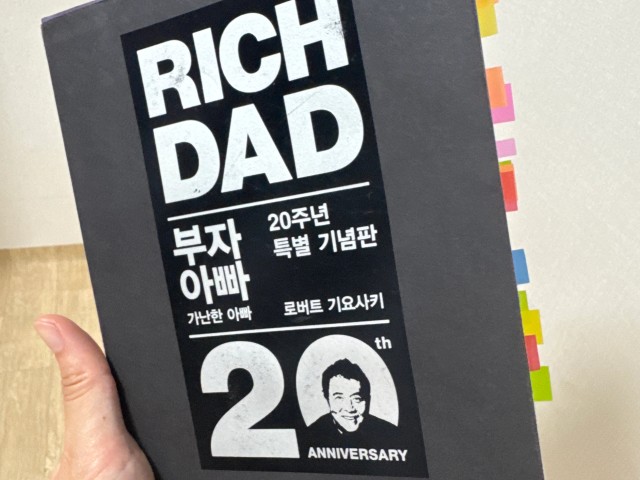 RICH
DAD
부자
아빠
가난한 아빠
20주년
특별 기념판
로버트 기요사키
20th
ANNIVERSARY